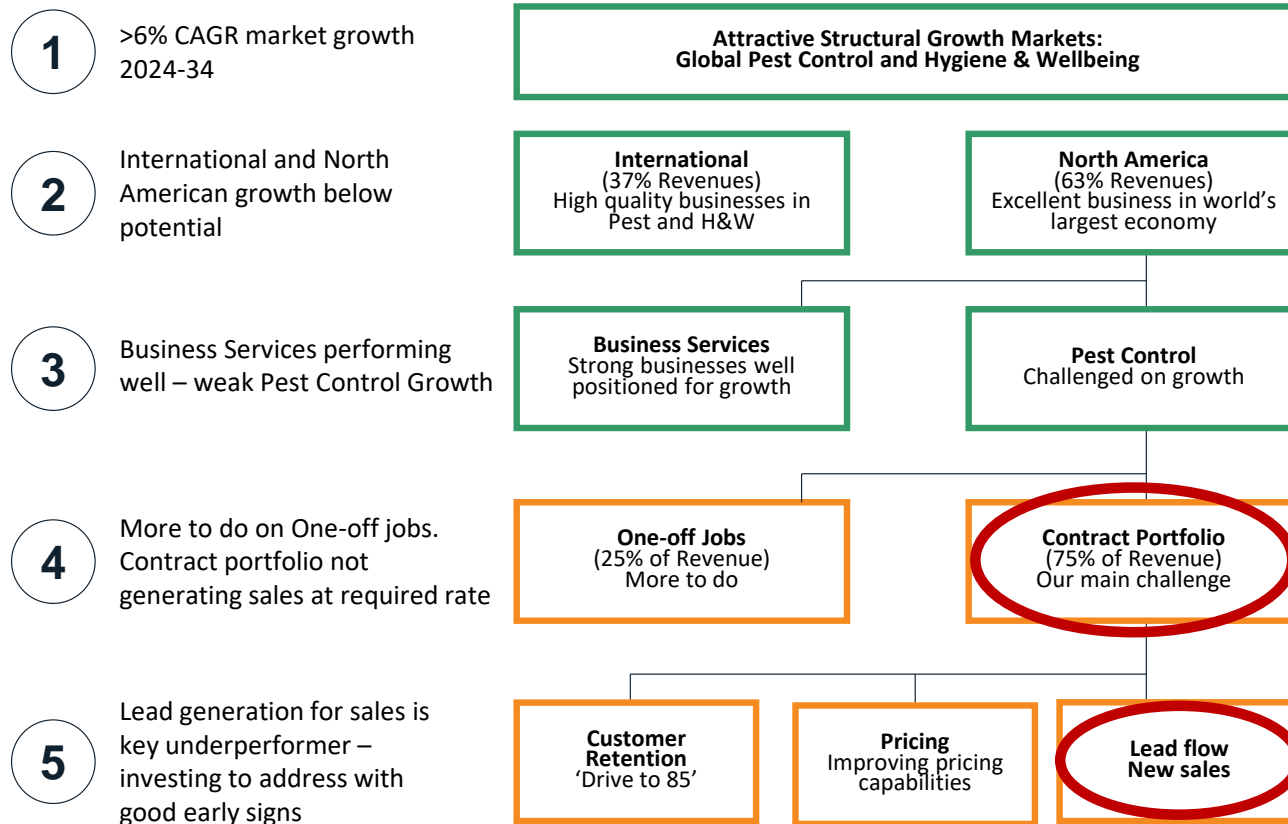 1
>6% CAGR market growth
2024-34
Attractive Structural Growth Markets:
Global Pest Control and Hygiene & Wellbeing
2
International and North
American growth below
potential
International
(37% Revenues)
High quality businesses in
Pest and H&W
North America
(63% Revenues)
Excellent business in world’s
largest economy
3
Business Services performing
well – weak Pest Control Growth
Business Services
Strong businesses well
positioned for growth
Pest Control
Challenged on growth
4
More to do on One-off jobs.
Contract portfolio not
generating sales at required rate
One-off Jobs
(25% of Revenue)
More to do
Contract Portfolio
(75% of Revenue)
Our main challenge
5
Lead generation for sales is
key underperformer –
investing to address with
good early signs
Customer
Retention
‘Drive to 85’
Pricing
Improving pricing
capabilities
Lead flow
New sales